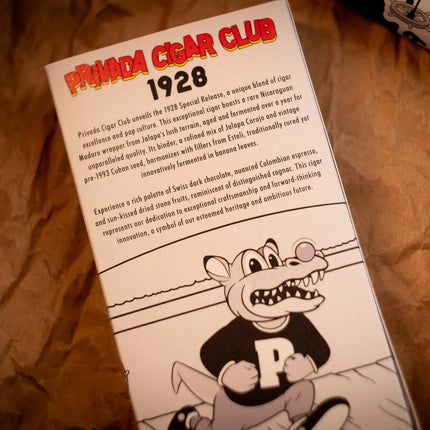 PRIVADA CIGAR CLUB
1928
Privada Cigar Club unveils the 1928 Special Release, a unique blend of cigar
excellence and pop culture. This exceptional cigar boasts a rare Nicaraguan
Maduro wrapper from Jalapa's lush terrain, aged and fermented over a year for
unparalleled quality. Its binder, a refined mix of Jalapa Corojo and vintage
pre-1993 Cuban seed, harmonizes with fillers from Esteli, traditionally cured yet
innovatively fermented in banana leaves.
Experience a rich palette of Swiss dark chocolate, nuanced Colombian espresso,
and sun-kissed dried stone fruits, reminiscent of distinguished cognac. This cigar
represents our dedication to exceptional craftsmanship and forward-thinking
innovation, a symbol of our esteemed heritage and ambitious future.
P